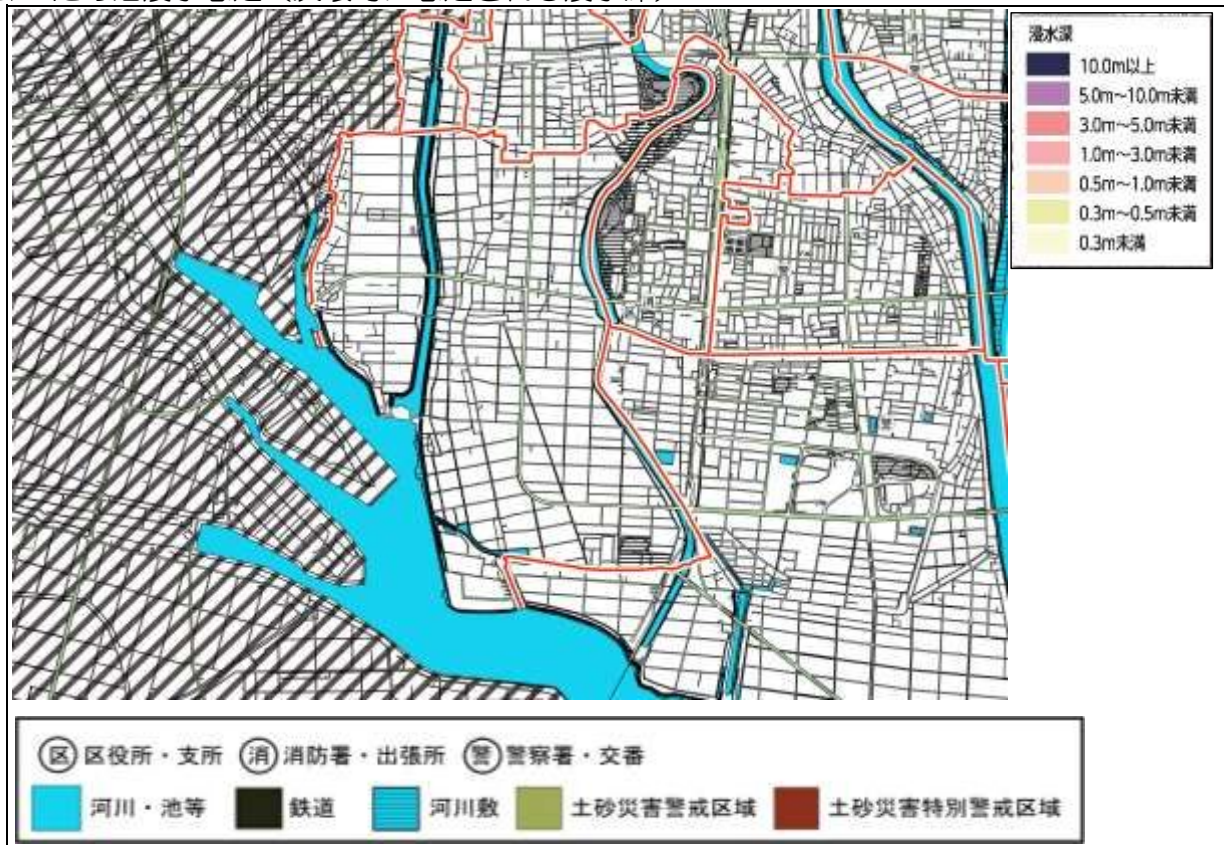 浸水深
10.0m以上
5.0m～10.0m未満
3.0m～5.0m未満
1.0m～3.0m未満
0.5m～1.0m未満
0.3m～0.5m未満
0.3m未満
区 区役所・支所 消 消防署・出張所 警 警察署・交番
河川・池等 鉄道 河川敷 土砂災害警戒区域 土砂災害特別警戒区域